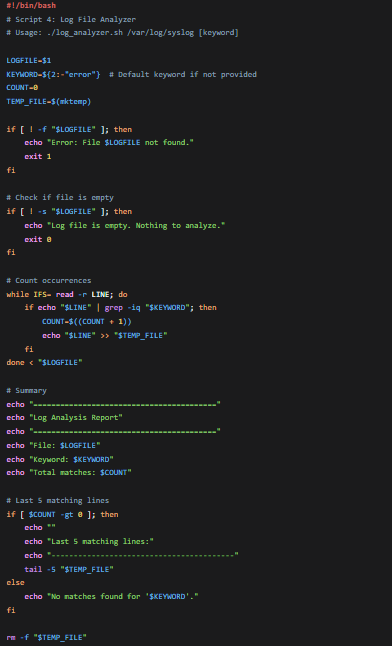 #!/bin/bash
# Script 4: Log File Analyzer
# Usage: ./log_analyzer.sh /var/log/syslog [keyword]

LOGFILE=$1
KEYWORD=${2:-"error"}  # Default keyword if not provided
COUNT=0
TEMP_FILE=$(mktemp)

if [ ! -f "$LOGFILE" ]; then
    echo "Error: File $LOGFILE not found."
    exit 1
fi

# Check if file is empty
if [ ! -s "$LOGFILE" ]; then
    echo "Log file is empty. Nothing to analyze."
    exit 0
fi

# Count occurrences
while IFS= read -r LINE; do
    if echo "$LINE" | grep -iq "$KEYWORD"; then
        COUNT=$((COUNT + 1))
        echo "$LINE" >> "$TEMP_FILE"
    fi
done < "$LOGFILE"

# Summary
echo "========================================="
echo "Log Analysis Report"
echo "========================================="
echo "File: $LOGFILE"
echo "Keyword: $KEYWORD"
echo "Total matches: $COUNT"

# Last 5 matching lines
if [ $COUNT -gt 0 ]; then
    echo ""
    echo "Last 5 matching lines:"
    echo "-----------------------------------------"
    tail -5 "$TEMP_FILE"
else
    echo "No matches found for '$KEYWORD'."
fi

rm -f "$TEMP_FILE"